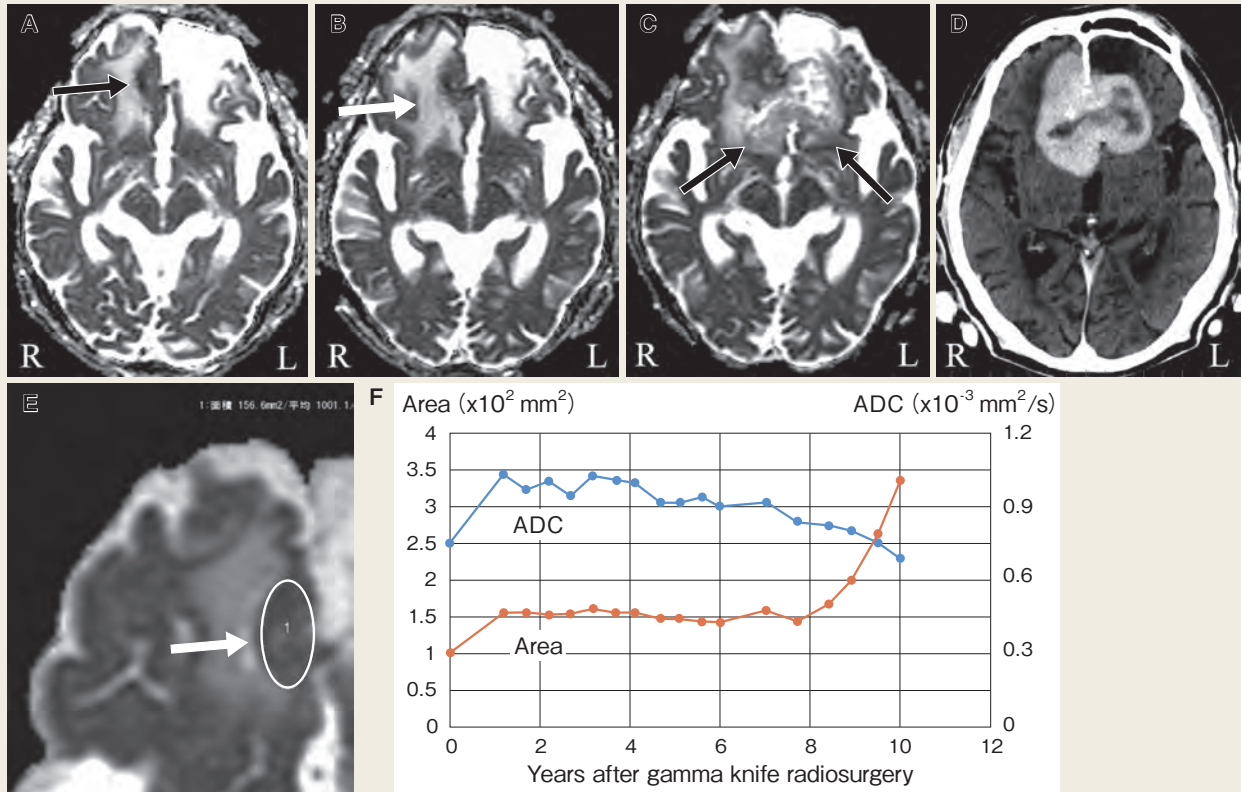 A
B
C
D
R
L
R
L
R
L
R
L
E
1:面積 156.6mm2/平均 1001.1/
1
F
Area (x10² mm²)
ADC (x10⁻³ mm²/s)
4
3.5
3
2.5
2
1.5
1
0.5
0
1.2
0.9
0.6
0.3
0
ADC
Area
0
2
4
6
8
10
12
Years after gamma knife radiosurgery